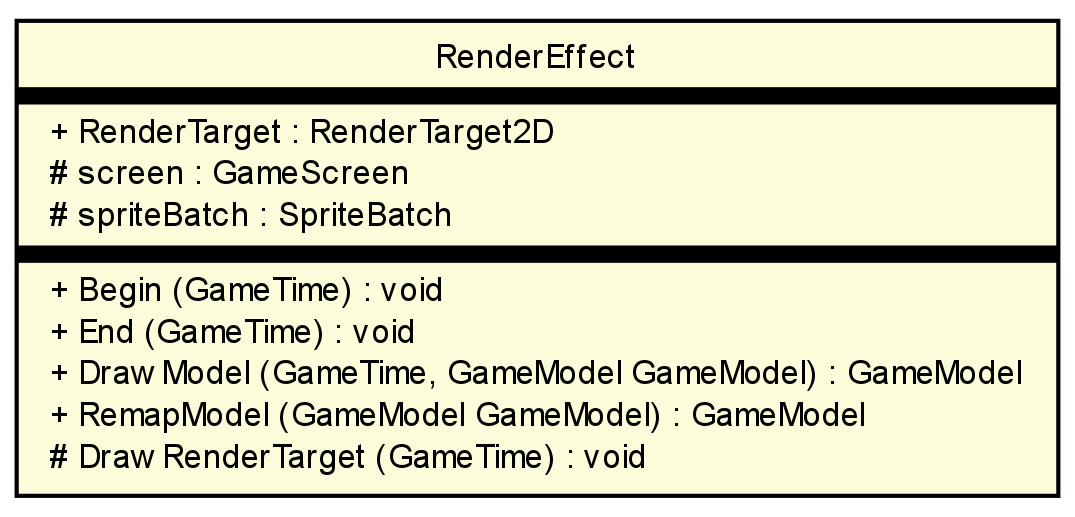 RenderEffect
+ RenderTarget : RenderTarget2D
# screen : GameScreen
# spriteBatch : SpriteBatch
+ Begin (GameTime) : void
+ End (GameTime) : void
+ Draw Model (GameTime, GameModel GameModel) : GameModel
+ RemapModel (GameModel GameModel) : GameModel
# Draw RenderTarget (GameTime) : void